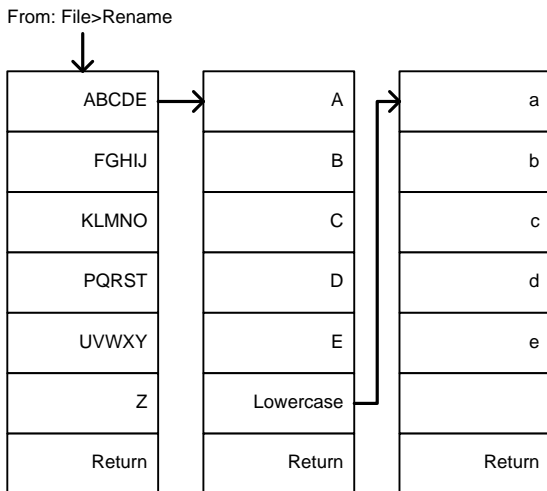 From: File>Rename
ABCDE
FGHIJ
KLMNO
PQRST
UVWXY
Z
Return
A
B
C
D
E
Lowercase
Return
a
b
c
d
e
Return